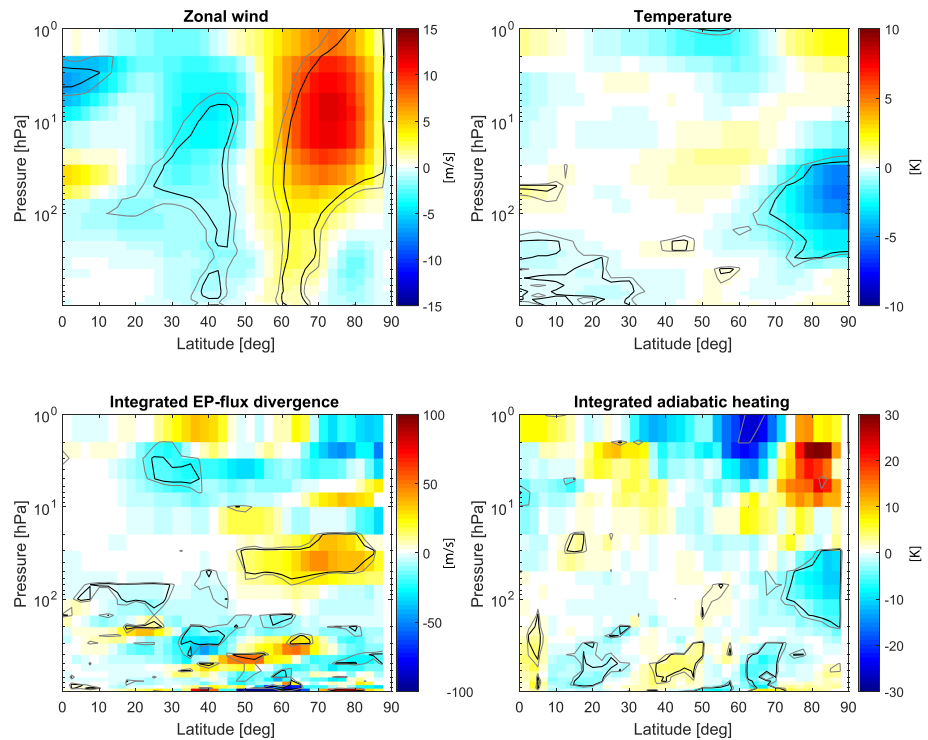 Zonal wind
Temperature
10^0
10^1
10^2
Pressure [hPa]
0 10 20 30 40 50 60 70 80 90
Latitude [deg]
15
10
5
0
-5
-10
-15
[m/s]
10^0
10^1
10^2
Pressure [hPa]
0 10 20 30 40 50 60 70 80 90
Latitude [deg]
10
5
0
-5
-10
[K]
Integrated EP-flux divergence
Integrated adiabatic heating
10^0
10^1
10^2
Pressure [hPa]
0 10 20 30 40 50 60 70 80 90
Latitude [deg]
100
50
0
-50
-100
[m/s]
10^0
10^1
10^2
Pressure [hPa]
0 10 20 30 40 50 60 70 80 90
Latitude [deg]
30
20
10
0
-10
-20
-30
[K]